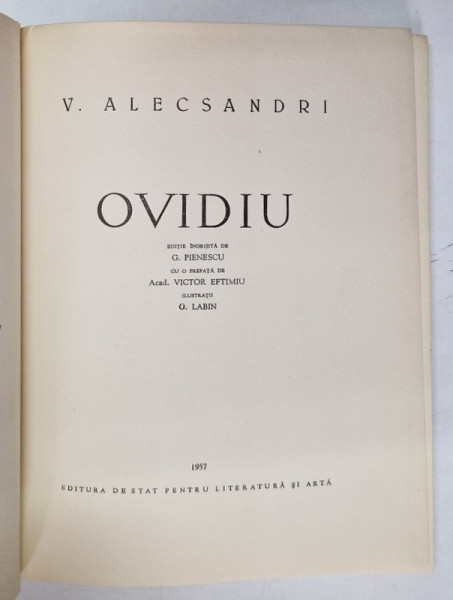 V. ALECSANDRI
OVIDIU
EDIȚIE ÎNGRIJITĂ DE
G. PIENESCU
CU O PREFAȚĂ DE
Acad. VICTOR EFTIMIU
ILUSTRAȚII
G. LABIN
1957
EDITURA DE STAT PENTRU LITERATURĂ ȘI ARTĂ